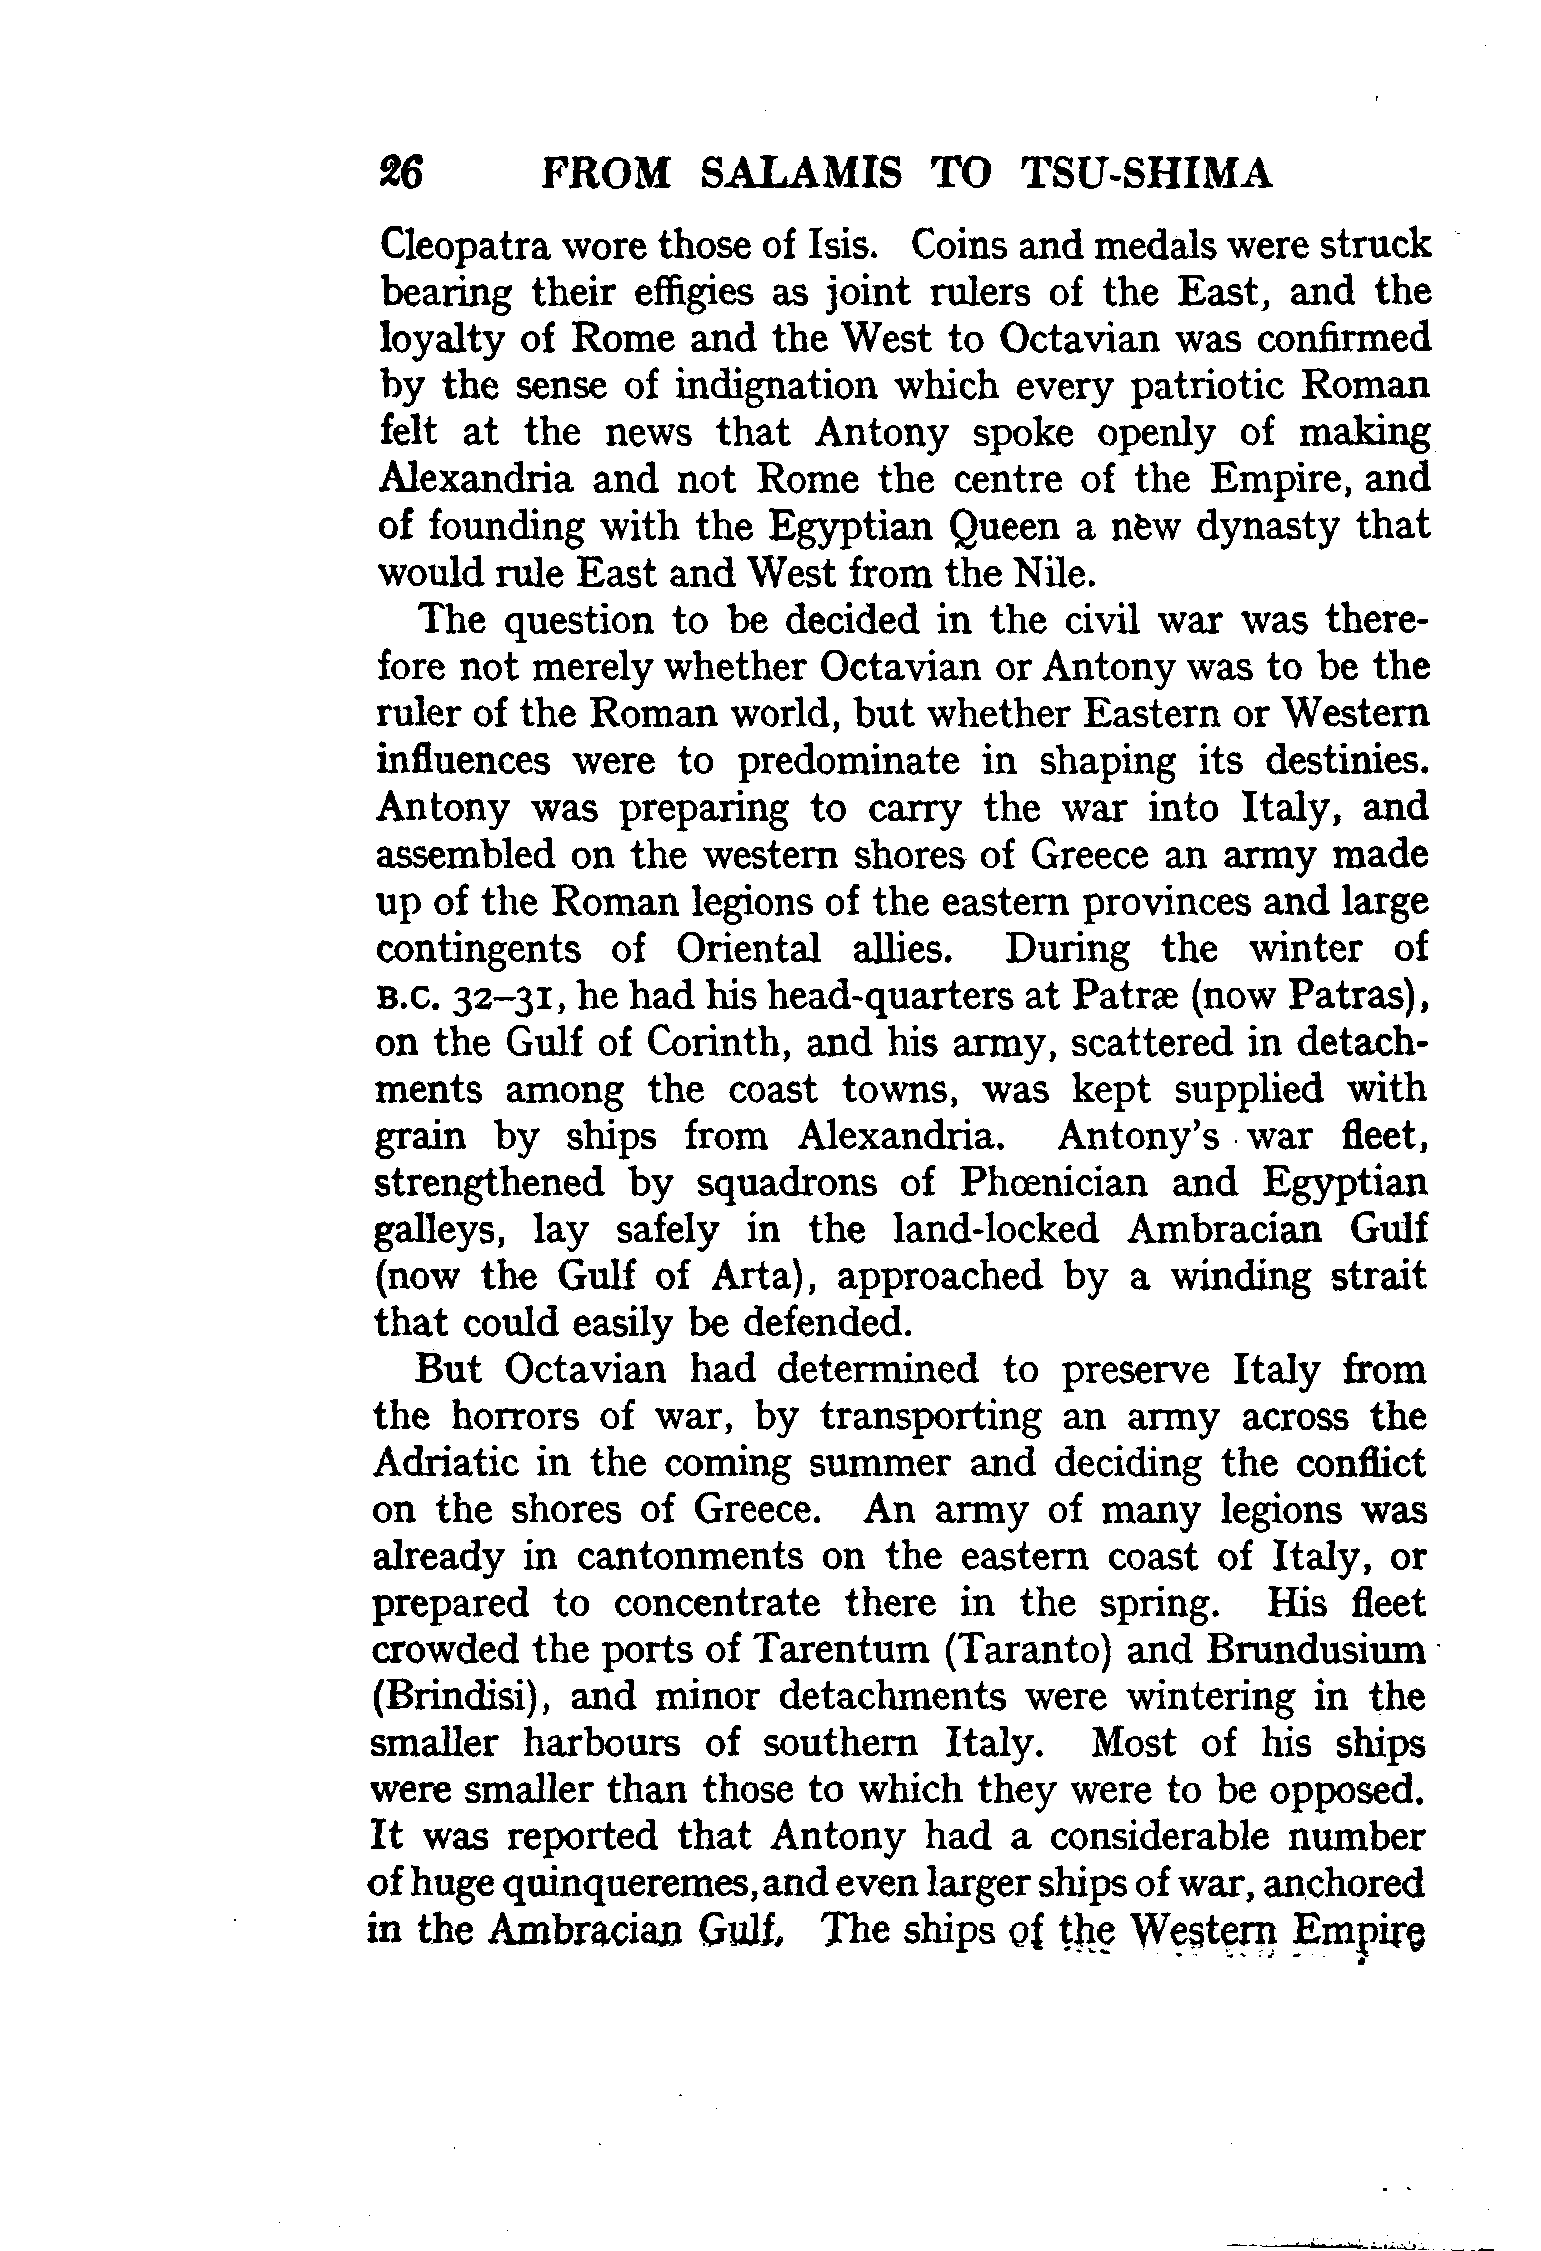 26 FROM SALAMIS TO TSU-SHIMA
Cleopatra wore those of Isis. Coins and medals were struck
bearing their effigies as joint rulers of the East, and the
loyalty of Rome and the West to Octavian was confirmed
by the sense of indignation which every patriotic Roman
felt at the news that Antony spoke openly of making
Alexandria and not Rome the centre of the Empire, and
of founding with the Egyptian Queen a new dynasty that
would rule East and West from the Nile.
The question to be decided in the civil war was there-
fore not merely whether Octavian or Antony was to be the
ruler of the Roman world, but whether Eastern or Western
influences were to predominate in shaping its destinies.
Antony was preparing to carry the war into Italy, and
assembled on the western shores of Greece an army made
up of the Roman legions of the eastern provinces and large
contingents of Oriental allies. During the winter of
B.C. 32–31, he had his head-quarters at Patræ (now Patras),
on the Gulf of Corinth, and his army, scattered in detach-
ments among the coast towns, was kept supplied with
grain by ships from Alexandria. Antony's war fleet,
strengthened by squadrons of Phœnician and Egyptian
galleys, lay safely in the land-locked Ambracian Gulf
(now the Gulf of Arta), approached by a winding strait
that could easily be defended.
But Octavian had determined to preserve Italy from
the horrors of war, by transporting an army across the
Adriatic in the coming summer and deciding the conflict
on the shores of Greece. An army of many legions was
already in cantonments on the eastern coast of Italy, or
prepared to concentrate there in the spring. His fleet
crowded the ports of Tarentum (Taranto) and Brundusium
(Brindisi), and minor detachments were wintering in the
smaller harbours of southern Italy. Most of his ships
were smaller than those to which they were to be opposed.
It was reported that Antony had a considerable number
of huge quinqueremes, and even larger ships of war, anchored
in the Ambracian Gulf. The ships of the Western Empire